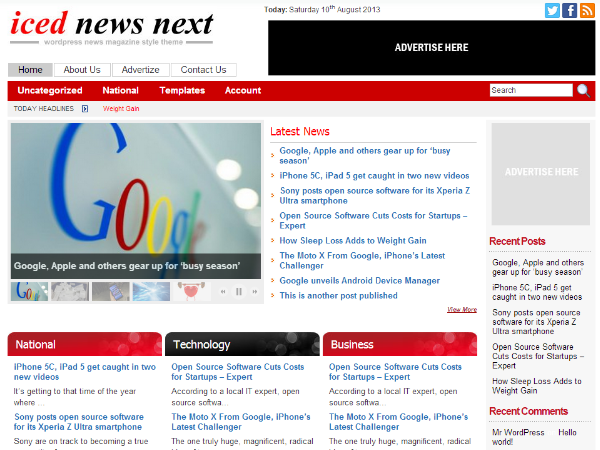 iced news next
wordpress news magazine style theme
Today: Saturday 10th August 2013
ADVERTISE HERE
Home
About Us
Advertize
Contact Us
Uncategorized
National
Templates
Account
Search
TODAY HEADLINES
Weight Gain
Google
Google, Apple and others gear up for 'busy season'
Latest News
Google, Apple and others gear up for 'busy
season'
iPhone 5C, iPad 5 get caught in two new videos
Sony posts open source software for its Xperia Z
Ultra smartphone
Open Source Software Cuts Costs for Startups –
Expert
How Sleep Loss Adds to Weight Gain
The Moto X From Google, iPhone's Latest
Challenger
Google unveils Android Device Manager
This is another post published
View More
ADVERTISE HERE
Recent Posts
Google, Apple and others
gear up for 'busy season'
iPhone 5C, iPad 5 get
caught in two new videos
Sony posts open source
software for its Xperia Z
Ultra smartphone
Open Source Software
Cuts Costs for Startups –
Expert
How Sleep Loss Adds to
Weight Gain
Recent Comments
Mr WordPress Hello
world!
National
iPhone 5C, iPad 5 get caught in
two new videos
It's getting to that time of the year
where ...
Sony posts open source software
for its Xperia Z Ultra smartphone
Sony are on track to becoming a true
Technology
Open Source Software Cuts Costs
for Startups – Expert
According to a local IT expert, open
source softwa...
The Moto X From Google, iPhone's
Latest Challenger
The one truly huge, magnificent, radical
Business
Open Source Software Cuts Costs
for Startups – Expert
According to a local IT expert, open
source softwa...
The Moto X From Google, iPhone's
Latest Challenger
The one truly huge, magnificent, radical